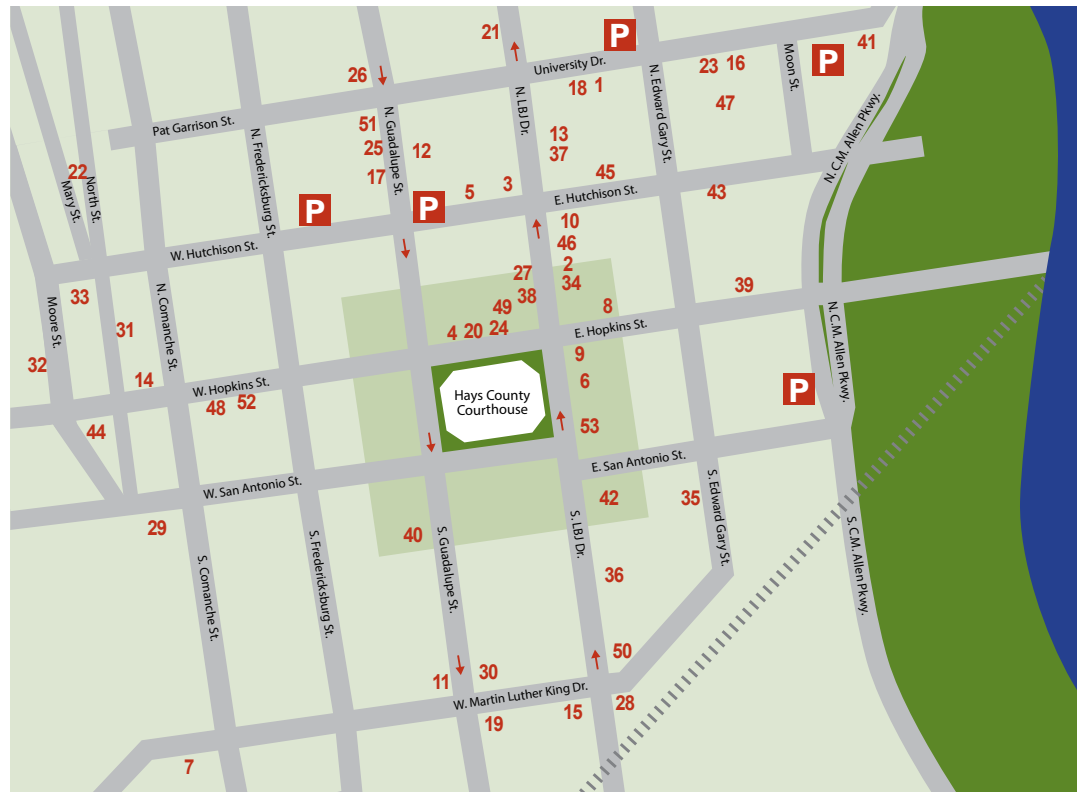 21
P
41
University Dr.
23 16
P
26
18 1
Moon St.
N. Edward Gary St.
47
N. LBJ Dr.
N. C.M. Allen Pkwy.
Pat Garrison St.
51
N. Guadalupe St.
13
25
12
37
N. Fredericksburg St.
22
17
45
Mary St.
North St.
5
3
E. Hutchison St.
43
P
P
10
W. Hutchison St.
46
2
27
34
33
38
39
N. Comanche St.
49
8
Moore St.
31
4 20 24
E. Hopkins St.
N. C.M. Allen Pkwy.
32
9
14
W. Hopkins St.
6
P
48 52
Hays County
Courthouse
44
53
E. San Antonio St.
W. San Antonio St.
42
35
S. Edward Gary St.
29
40
S. LBJ Dr.
S. Guadalupe St.
S. Fredericksburg St.
S. Comanche St.
S. C.M. Allen Pkwy.
36
50
11
30
W. Martin Luther King Dr.
15
28
19
7